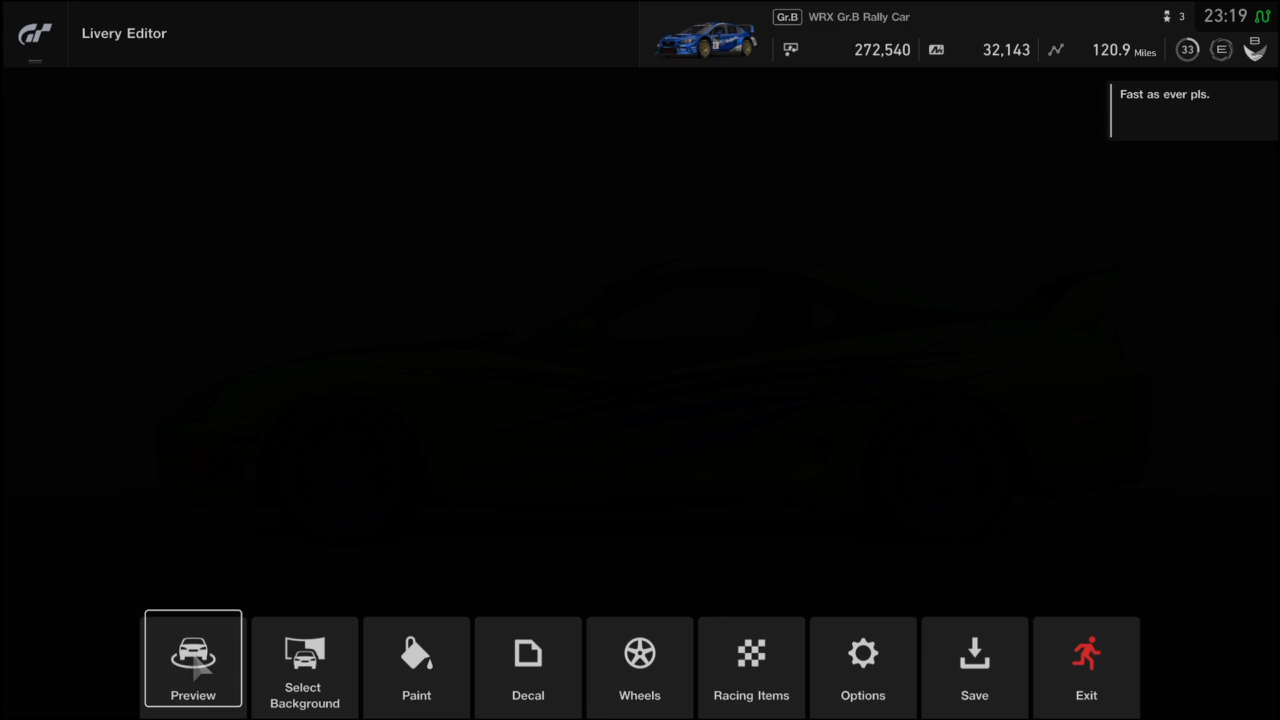 Livery Editor
Gr.B WRX Gr.B Rally Car
3
23:19
272,540
32,143
120.9 Miles
33
E
B
Fast as ever pls.
Preview
Select
Background
Paint
Decal
Wheels
Racing Items
Options
Save
Exit